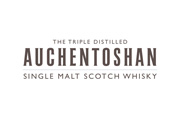 THE TRIPLE DISTILLED
AUCHENTOSHAN
SINGLE MALT SCOTCH WHISKY